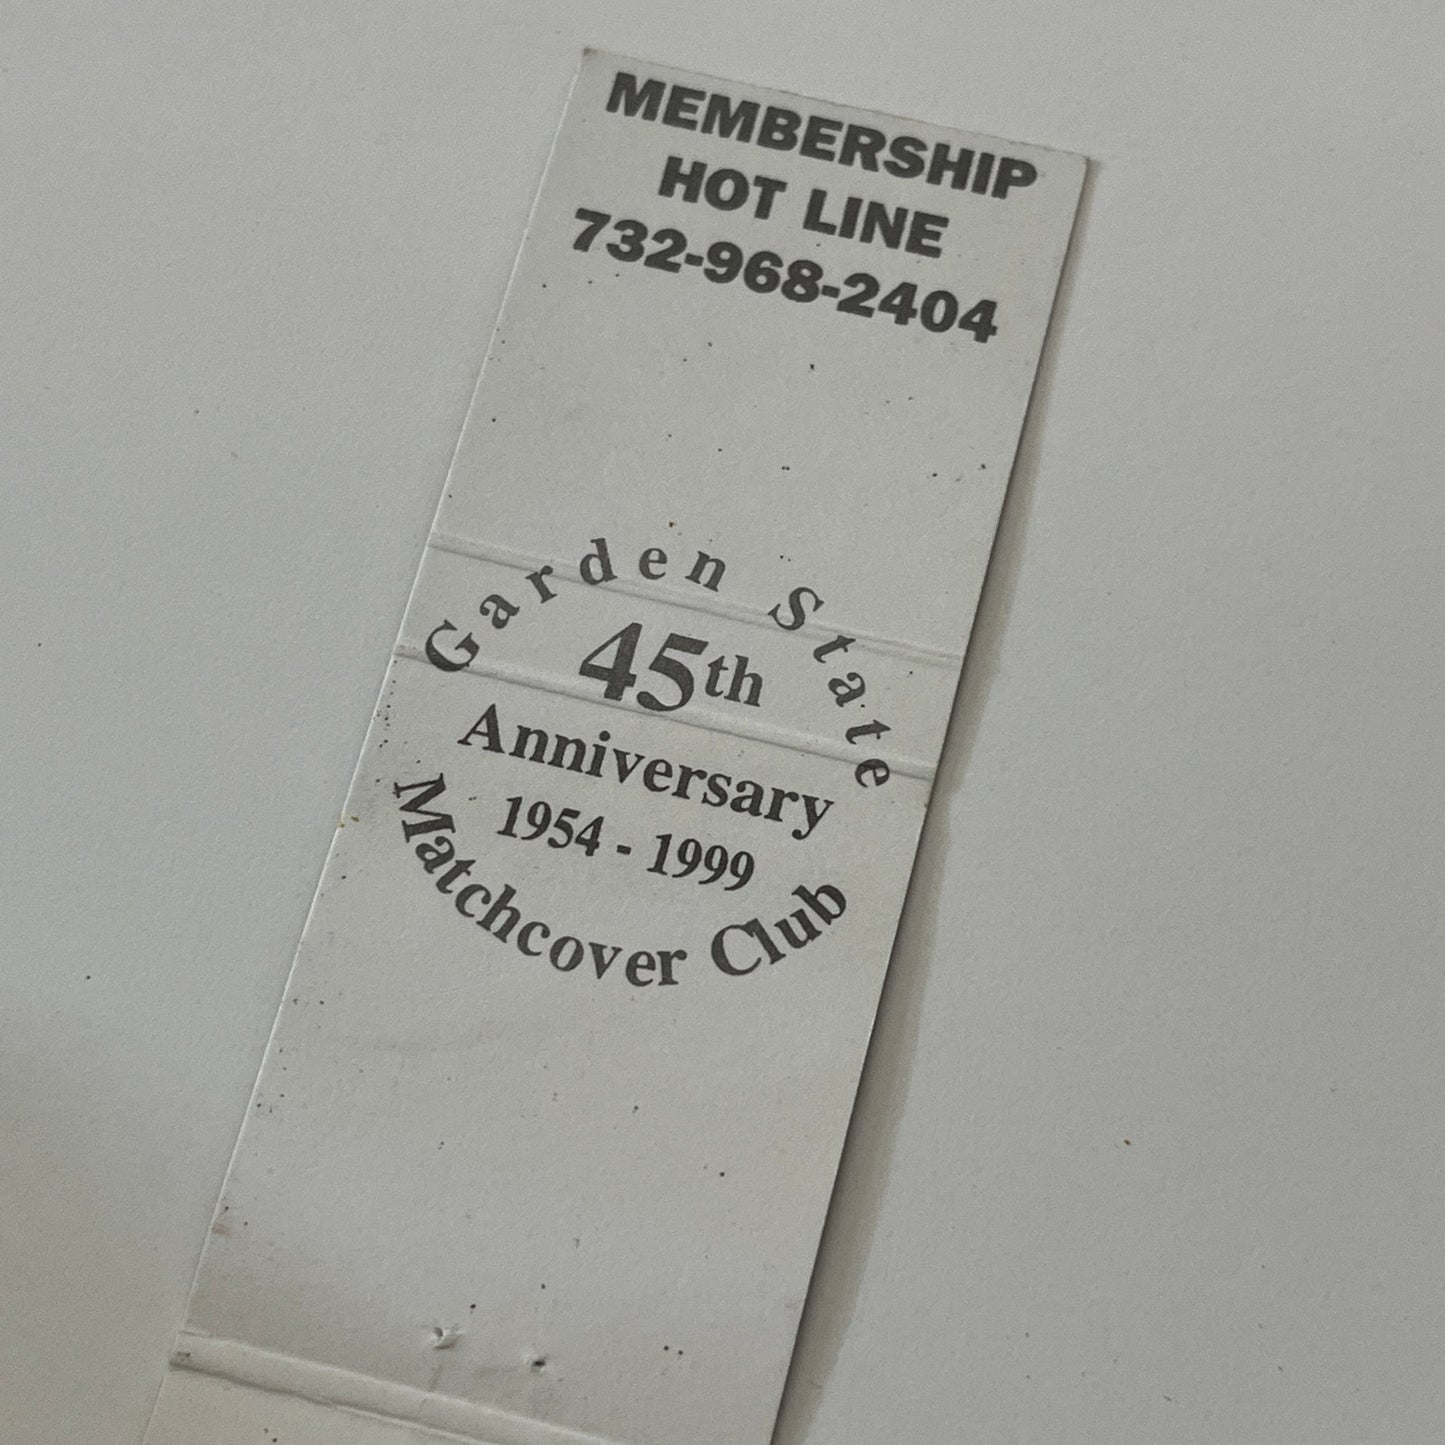 MEMBERSHIP
HOT LINE
732-968-2404
Garden State
45th
Anniversary
1954 - 1999
Matchcover Club